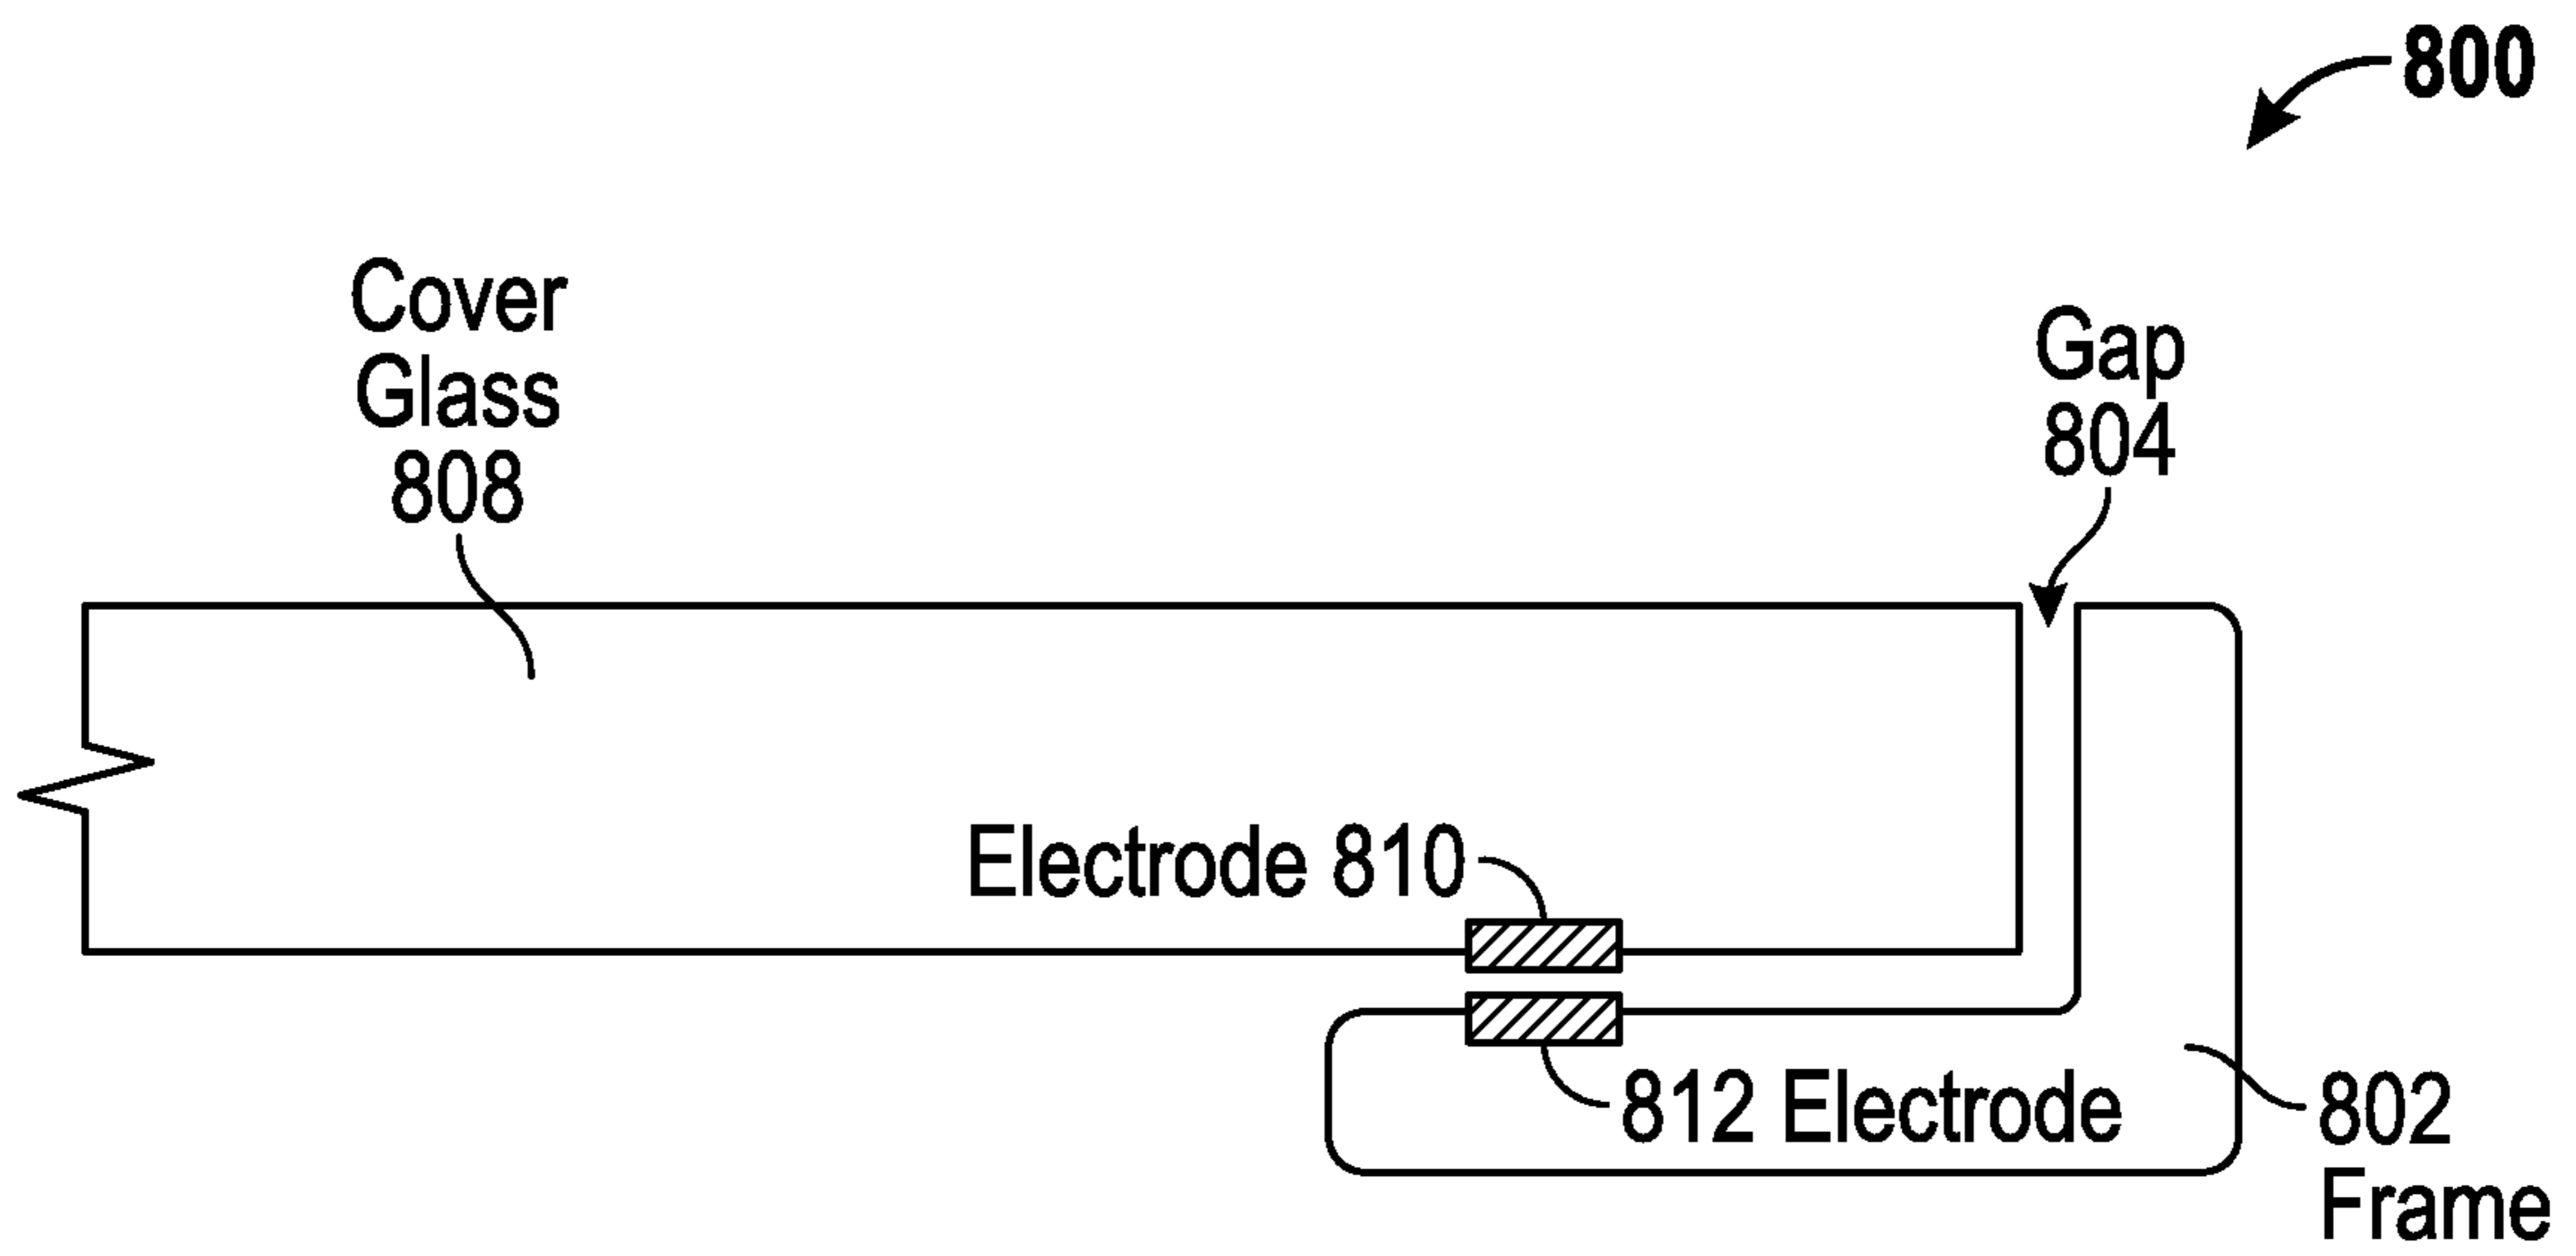 800
Cover
Glass
808
Gap
804
Electrode 810
812 Electrode
802
Frame